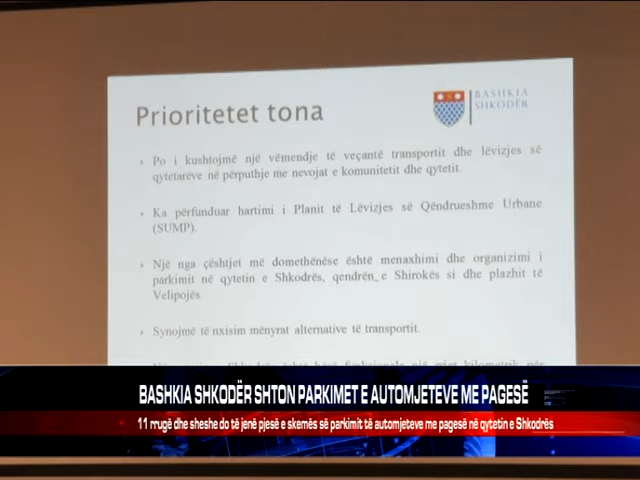 Prioritetet tona
BASHKIA
SHKODËR
Po i kushtojmë një vëmendje të veçantë transportit dhe lëvizjes së
qytetarëve në përputhje me nevojat e komunitetit dhe qytetit.
Ka përfunduar hartimi i Planit të Lëvizjes së Qëndrueshme Urbane
(SUMP).
Një nga çështjet më domethënëse është menaxhimi dhe organizimi i
parkimit në qytetin e Shkodrës, qendrën e Shirokës si dhe plazhit të
Velipojës.
Synojmë të nxisim mënyrat alternative të transportit.
BASHKIA SHKODËR SHTON PARKIMET E AUTOMJETEVE ME PAGESË
11 rrugë dhe sheshe do të jenë pjesë e skemës së parkimit të automjeteve me pagesë në qytetin e Shkodrës